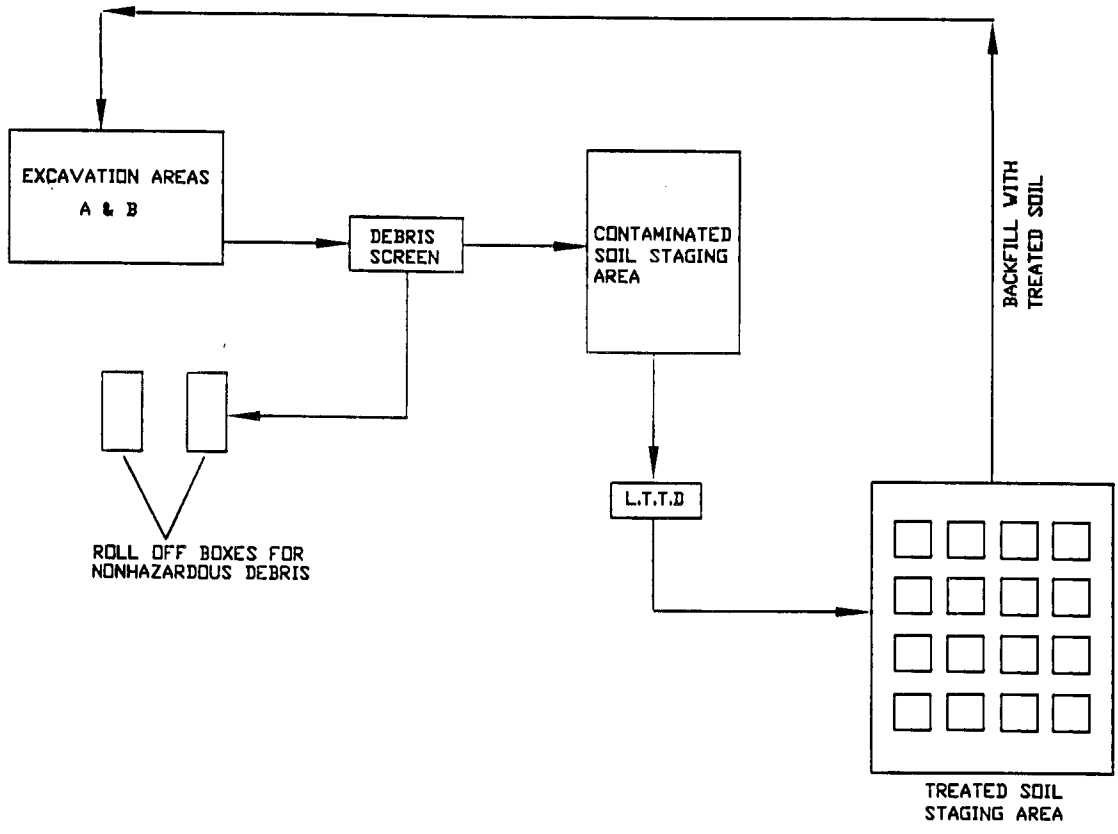 EXCAVATION AREAS
A & B
DEBRIS
SCREEN
CONTAMINATED
SOIL STAGING
AREA
BACKFILL WITH
TREATED SOIL
L.T.T.D
ROLL OFF BOXES FOR
NONHAZARDOUS DEBRIS
TREATED SOIL
STAGING AREA